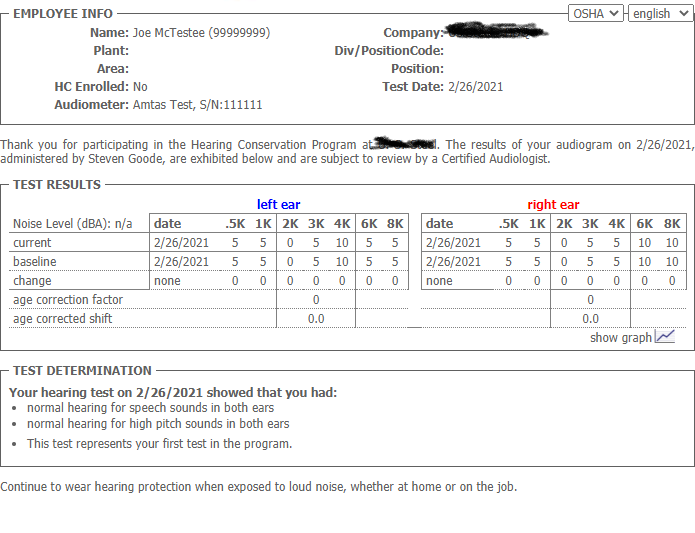 EMPLOYEE INFO OSHA english
Name: Joe McTestee (99999999) Company:
Plant: Div/PositionCode:
Area: Position:
HC Enrolled: No Test Date: 2/26/2021
Audiometer: Amtas Test, S/N:111111
Thank you for participating in the Hearing Conservation Program at . The results of your audiogram on 2/26/2021,
administered by Steven Goode, are exhibited below and are subject to review by a Certified Audiologist.
TEST RESULTS
left ear right ear
Noise Level (dBA): n/a date .5K 1K 2K 3K 4K 6K 8K date .5K 1K 2K 3K 4K 6K 8K
current 2/26/2021 5 5 0 5 10 5 5 2/26/2021 5 5 0 5 5 10 10
baseline 2/26/2021 5 5 0 5 10 5 5 2/26/2021 5 5 0 5 5 10 10
change none 0 0 0 0 0 0 0 none 0 0 0 0 0 0 0
age correction factor 0 0
age corrected shift 0.0 0.0
show graph
TEST DETERMINATION
Your hearing test on 2/26/2021 showed that you had:
• normal hearing for speech sounds in both ears
• normal hearing for high pitch sounds in both ears
• This test represents your first test in the program.
Continue to wear hearing protection when exposed to loud noise, whether at home or on the job.